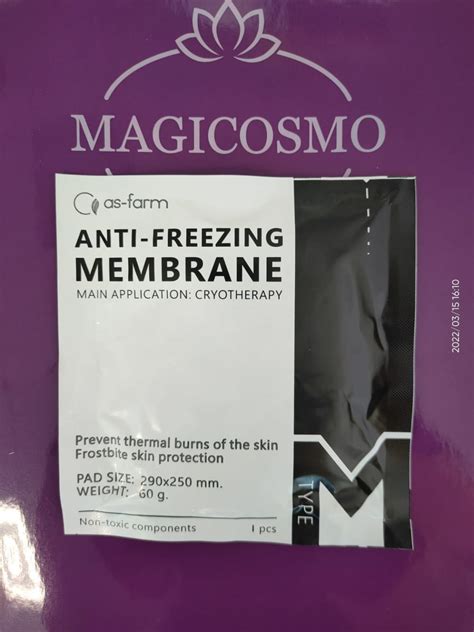 MAGICOSMO
as-farm
ANTI-FREEZING
MEMBRANE
MAIN APPLICATION: CRYOTHERAPY
Prevent thermal burns of the skin
Frostbite skin protection
PAD SIZE: 290x250 mm.
WEIGHT: 60 g.
Non-toxic components
1 pcs
M
TYPE
2022/03/15 16:10